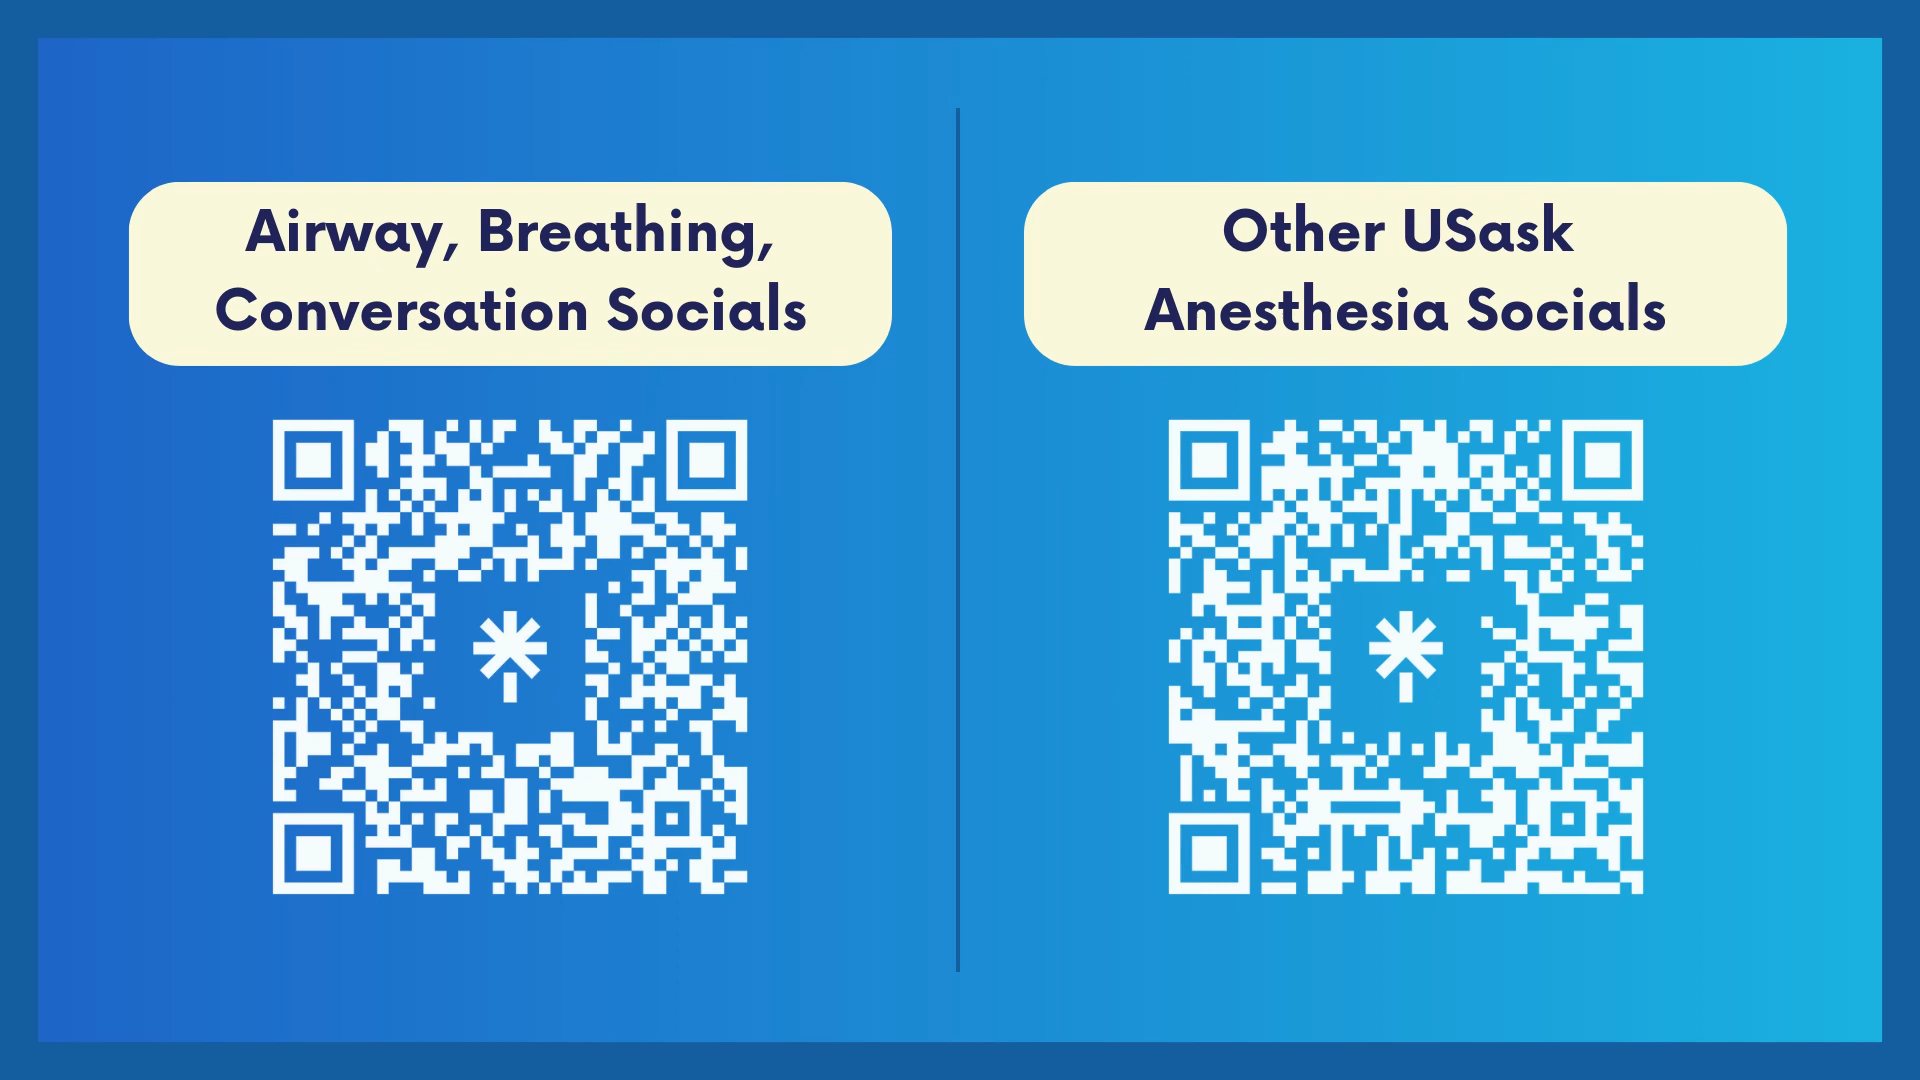 Airway, Breathing,
Conversation Socials
Other USask
Anesthesia Socials